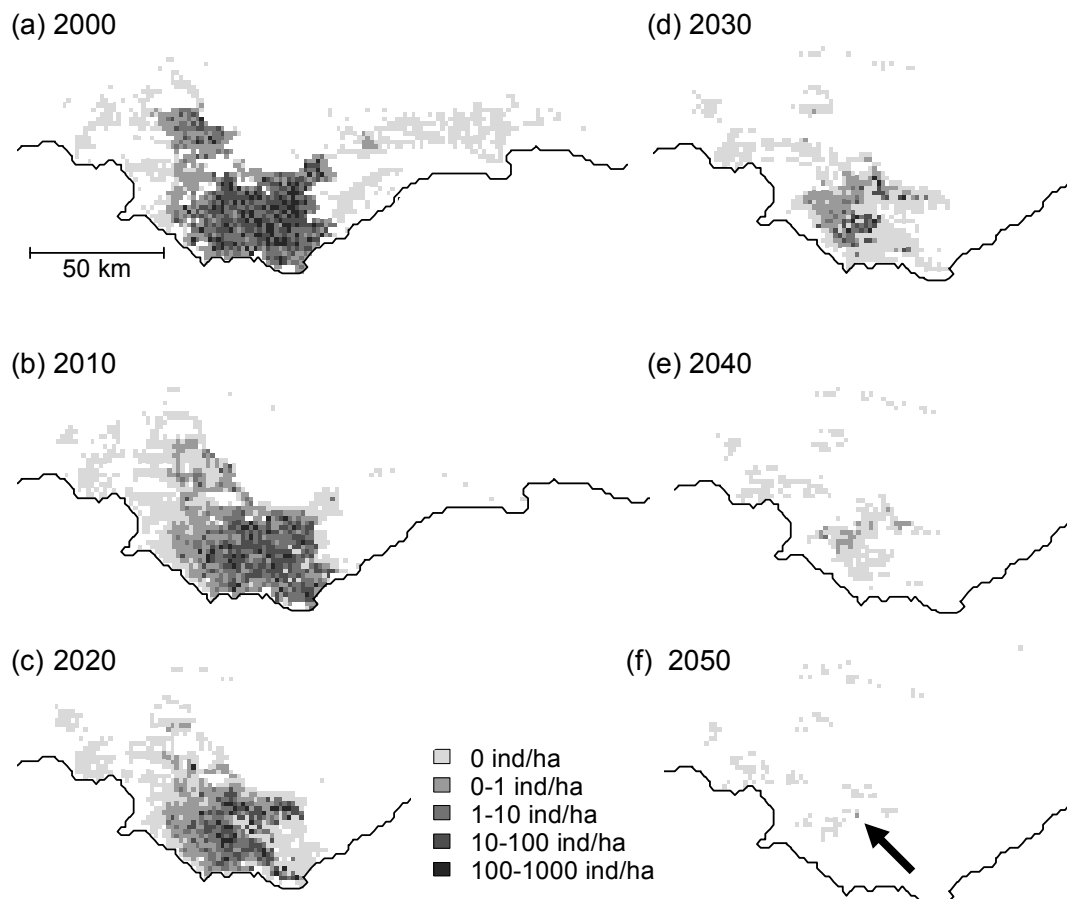 (a) 2000
50 km
(b) 2010
(c) 2020
0 ind/ha
0-1 ind/ha
1-10 ind/ha
10-100 ind/ha
100-1000 ind/ha
(d) 2030
(e) 2040
(f) 2050